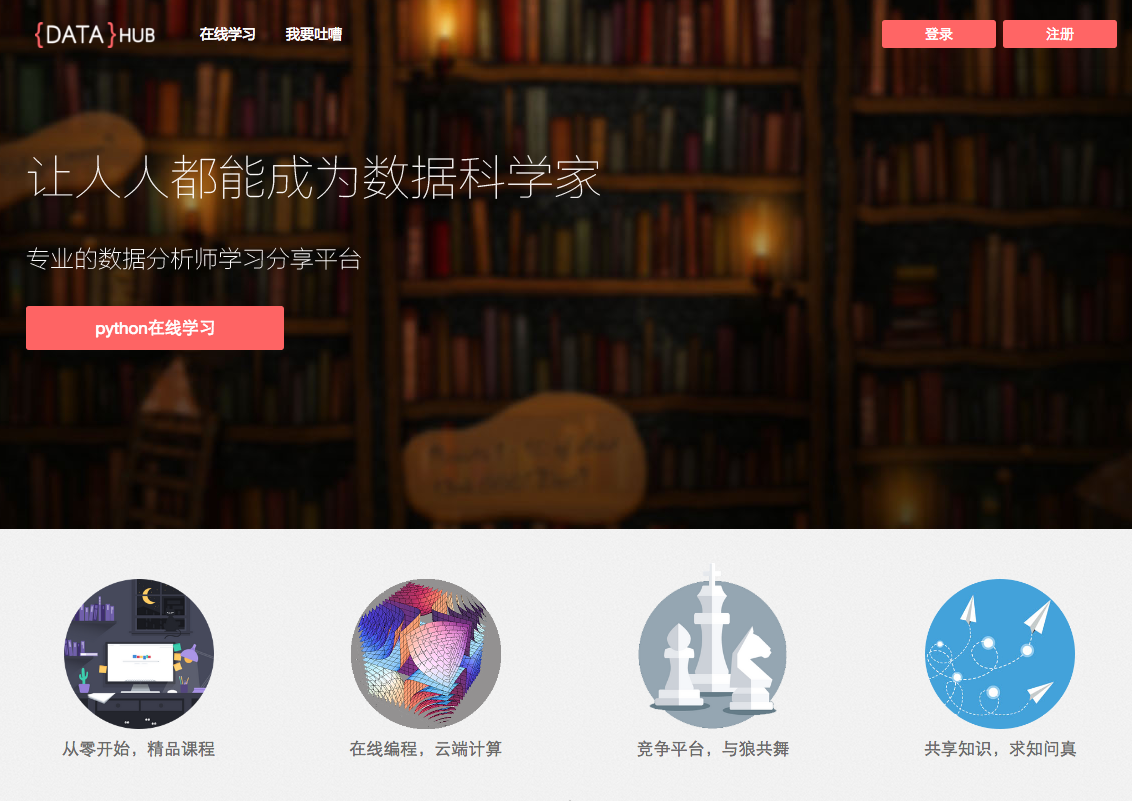 {DATA}HUB
在线学习
我要吐嘈
登录
注册
让人人都能成为数据科学家
专业的数据分析师学习分享平台
python在线学习
从零开始，精品课程
在线编程，云端计算
竞争平台，与狼共舞
共享知识，求知问真